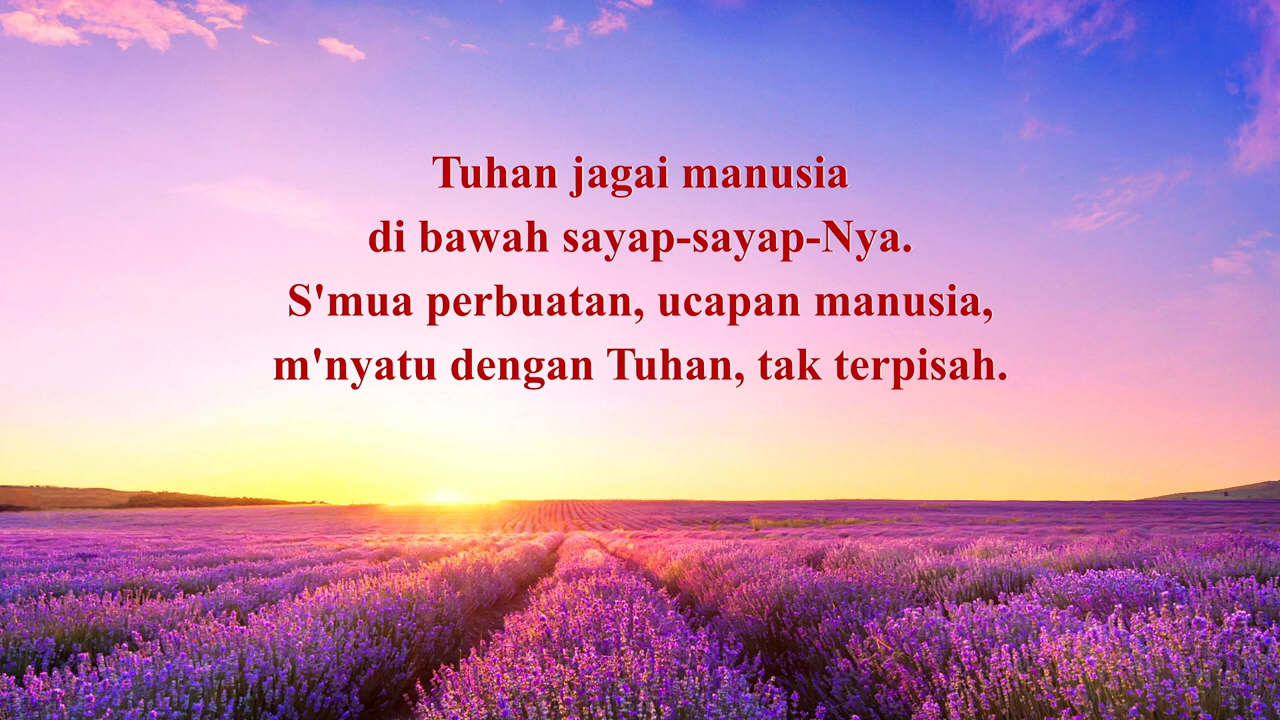 Tuhan jagai manusia
di bawah sayap-sayap-Nya.
S'mua perbuatan, ucapan manusia,
m'nyatu dengan Tuhan, tak terpisah.